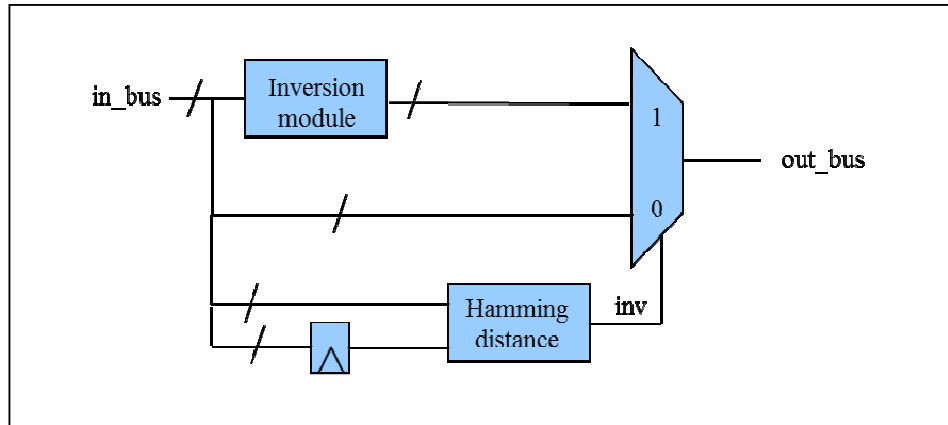 in_bus
Inversion
module
1
out_bus
0
Hamming
distance
inv